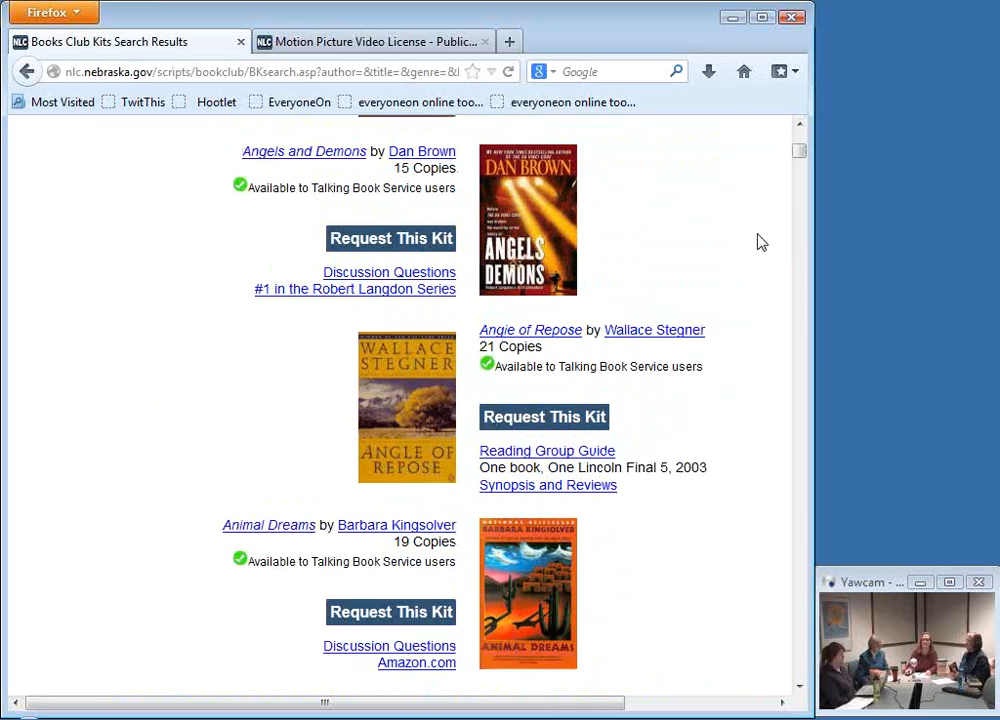 Firefox
NLC Books Club Kits Search Results
NLC Motion Picture Video License - Public...
nlc.nebraska.gov/scripts/bookclub/BKsearch.asp?author=&title=&genre=&l
Google
Most Visited
TwitThis
Hootlet
EveryoneOn
everyoneon online too...
everyoneon online too...
Angels and Demons by Dan Brown
15 Copies
Available to Talking Book Service users
Request This Kit
Discussion Questions
#1 in the Robert Langdon Series
DAN BROWN
ANGELS
DEMONS
Angle of Repose by Wallace Stegner
21 Copies
Available to Talking Book Service users
Request This Kit
Reading Group Guide
One book, One Lincoln Final 5, 2003
Synopsis and Reviews
WALLACE
STEGNER
ANGLE OF
REPOSE
Animal Dreams by Barbara Kingsolver
19 Copies
Available to Talking Book Service users
Request This Kit
Discussion Questions
Amazon.com
NATIONAL BESTSELLER
BARBARA KINGSOLVER
ANIMAL DREAMS
Yawcam - ...